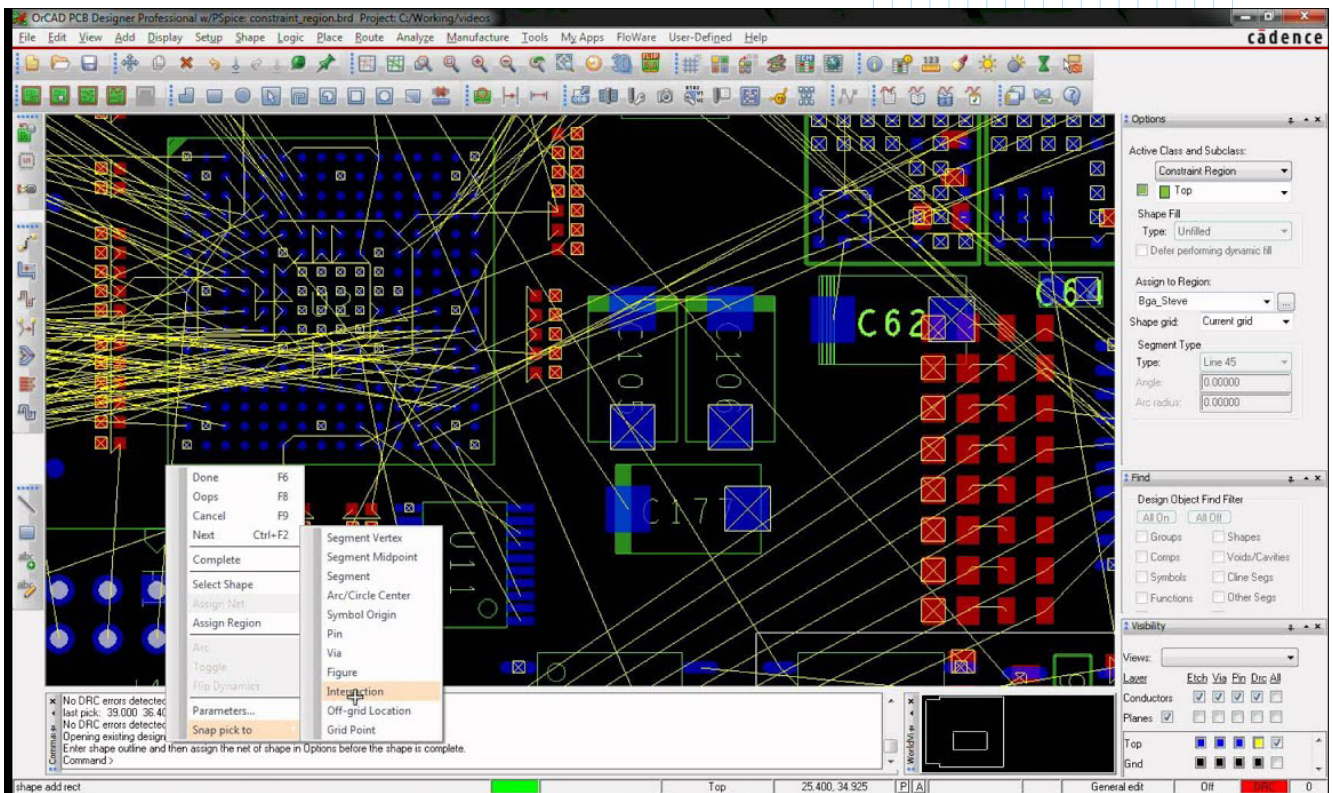 OrCAD PCB Designer Professional w/PSpice: constraint_region.brd Project: C:/Working/videos
File Edit View Add Display Setup Shape Logic Place Route Analyze Manufacture Tools My Apps FloWare User-Defined Help
cādence
Options
Active Class and Subclass:
Constraint Region
Top
Shape Fill
Type: Unfilled
Defer performing dynamic fill
Assign to Region:
Bga_Steve
...
Shape grid: Current grid
Segment Type
Type: Line 45
Angle: 0.00000
Arc radius: 0.00000
C105
C106
C62
C64
C177
U11
Done F6
Oops F8
Cancel F9
Next Ctrl+F2
Complete
Select Shape
Assign Net
Assign Region
Arc
Toggle
Flip Dynamics
Parameters...
Snap pick to
Segment Vertex
Segment Midpoint
Segment
Arc/Circle Center
Symbol Origin
Pin
Via
Figure
Intersection
Off-grid Location
Grid Point
Find
Design Object Find Filter
All On All Off
Groups Shapes
Comps Voids/Cavities
Symbols Cline Segs
Functions Other Segs
Visibility
Views:
Layer Etch Via Pin Drc All
Conductors
Planes
Top
Gnd
No DRC errors detected
last pick: 39.000 36.40
No DRC errors detected
Opening existing design
Enter shape outline and then assign the net of shape in Options before the shape is complete.
Command >
WorldView
shape add rect
Top
25.400, 34.925
P A
General edit
Off
DRC
0